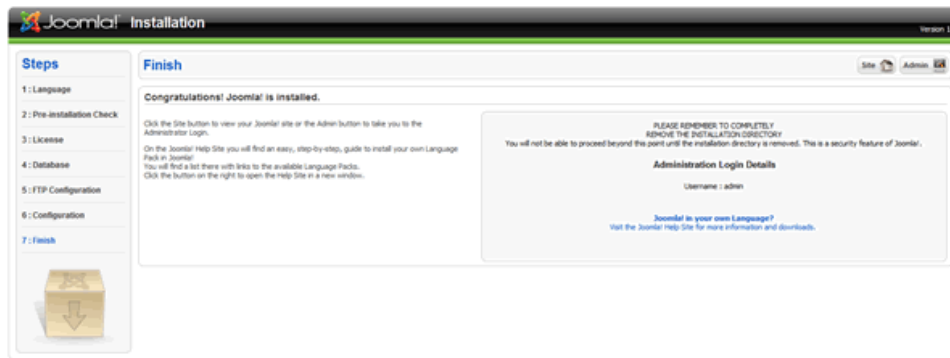 Joomla! Installation
Version 1
Steps
1 : Language
2 : Pre-installation Check
3 : License
4 : Database
5 : FTP Configuration
6 : Configuration
7 : Finish
Finish
Site
Admin
Congratulations! Joomla! is installed.
Click the Site button to view your Joomla! site or the Admin button to take you to the
Administrator Login.
On the Joomla! Help Site you will find an easy, step-by-step, guide to install your own Language
Pack in Joomla!
You will find a list there with links to the available Language Packs.
Click the button on the right to open the Help Site in a new window.
PLEASE REMEMBER TO COMPLETELY
REMOVE THE INSTALLATION DIRECTORY
You will not be able to proceed beyond this point until the installation directory is removed. This is a security feature of Joomla!.
Administration Login Details
Username : admin
Joomla! in your own Language?
Visit the Joomla! Help Site for more information and downloads.